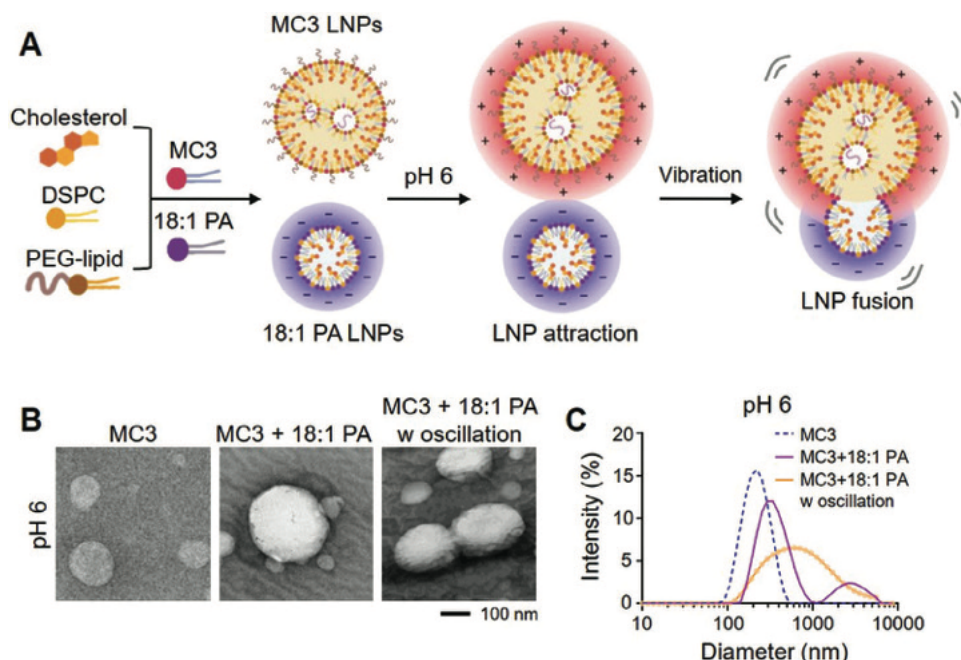 A
MC3 LNPs
Cholesterol
DSPC
PEG-lipid
MC3
18:1 PA
pH 6
Vibration
18:1 PA LNPs
LNP attraction
LNP fusion
B
MC3
MC3 + 18:1 PA
MC3 + 18:1 PA
w oscillation
pH 6
100 nm
C
pH 6
MC3
MC3+18:1 PA
MC3+18:1 PA
w oscillation
Intensity (%)
20
15
10
5
0
10
100
1000
10000
Diameter (nm)